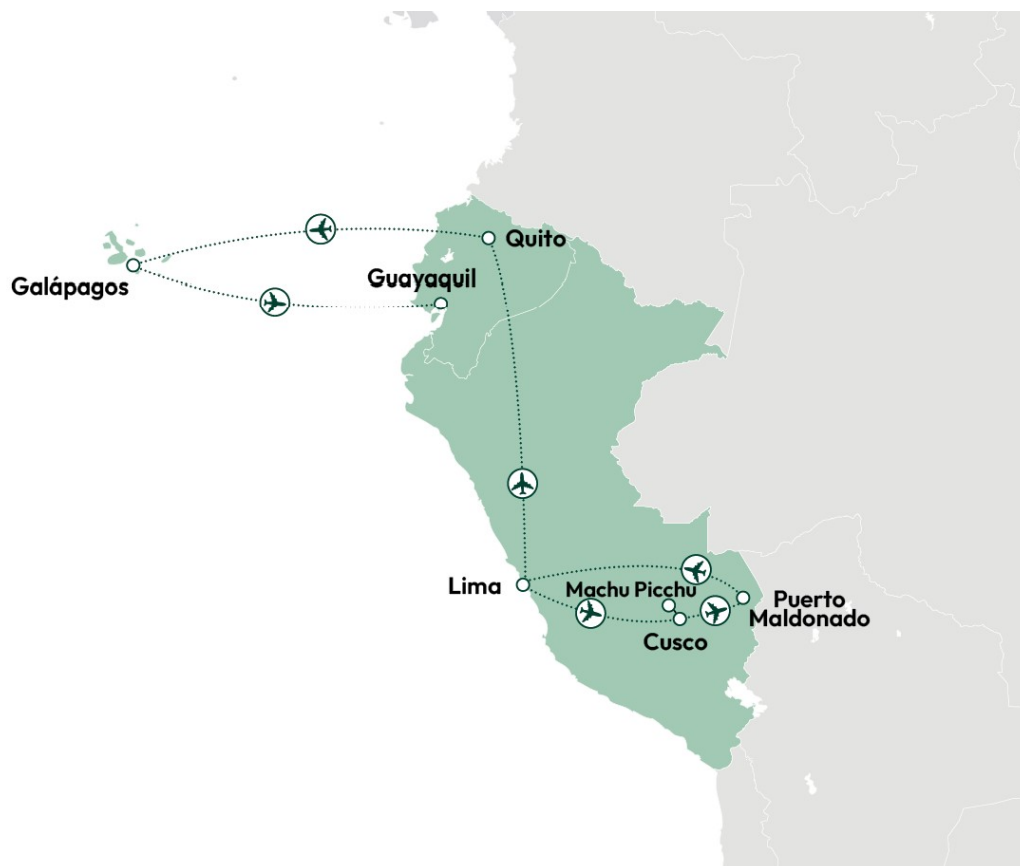 Quito
Guayaquil
Galápagos
Lima
Machu Picchu
Puerto
Maldonado
Cusco